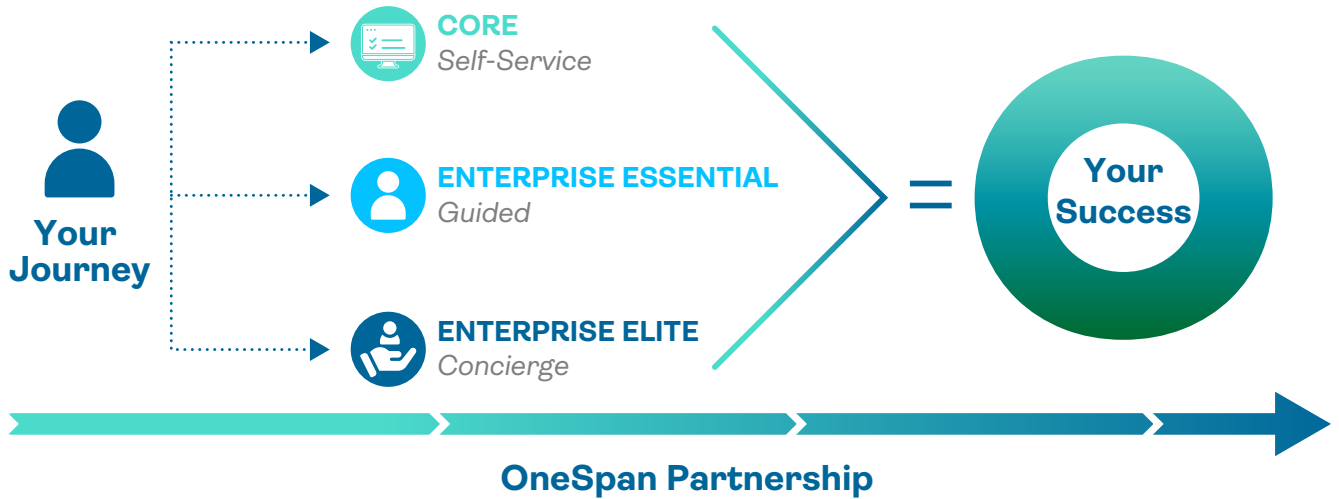 Your
Journey
CORE
Self-Service
ENTERPRISE ESSENTIAL
Guided
ENTERPRISE ELITE
Concierge
=
Your
Success
OneSpan Partnership